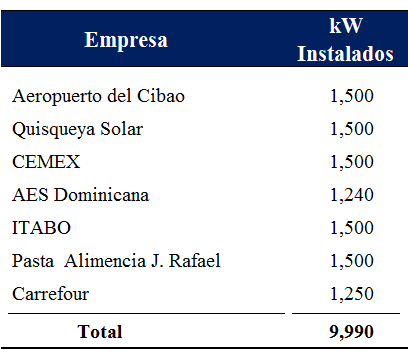 Empresa kW Instalados
Aeropuerto del Cibao 1,500
Quisqueya Solar 1,500
CEMEX 1,500
AES Dominicana 1,240
ITABO 1,500
Pasta Alimencia J. Rafael 1,500
Carrefour 1,250
Total 9,990